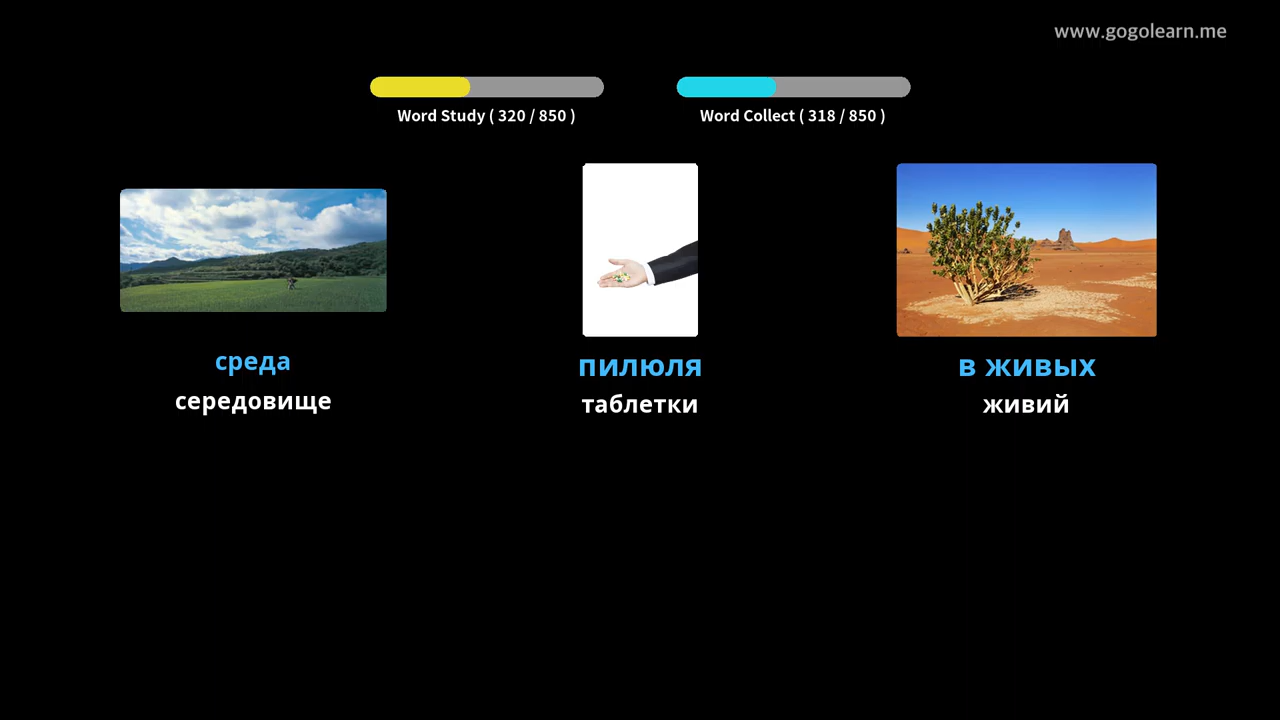 www.gogolearn.me
Word Study ( 320 / 850 )
Word Collect ( 318 / 850 )
среда
середовище
пилюля
таблетки
в живых
живий